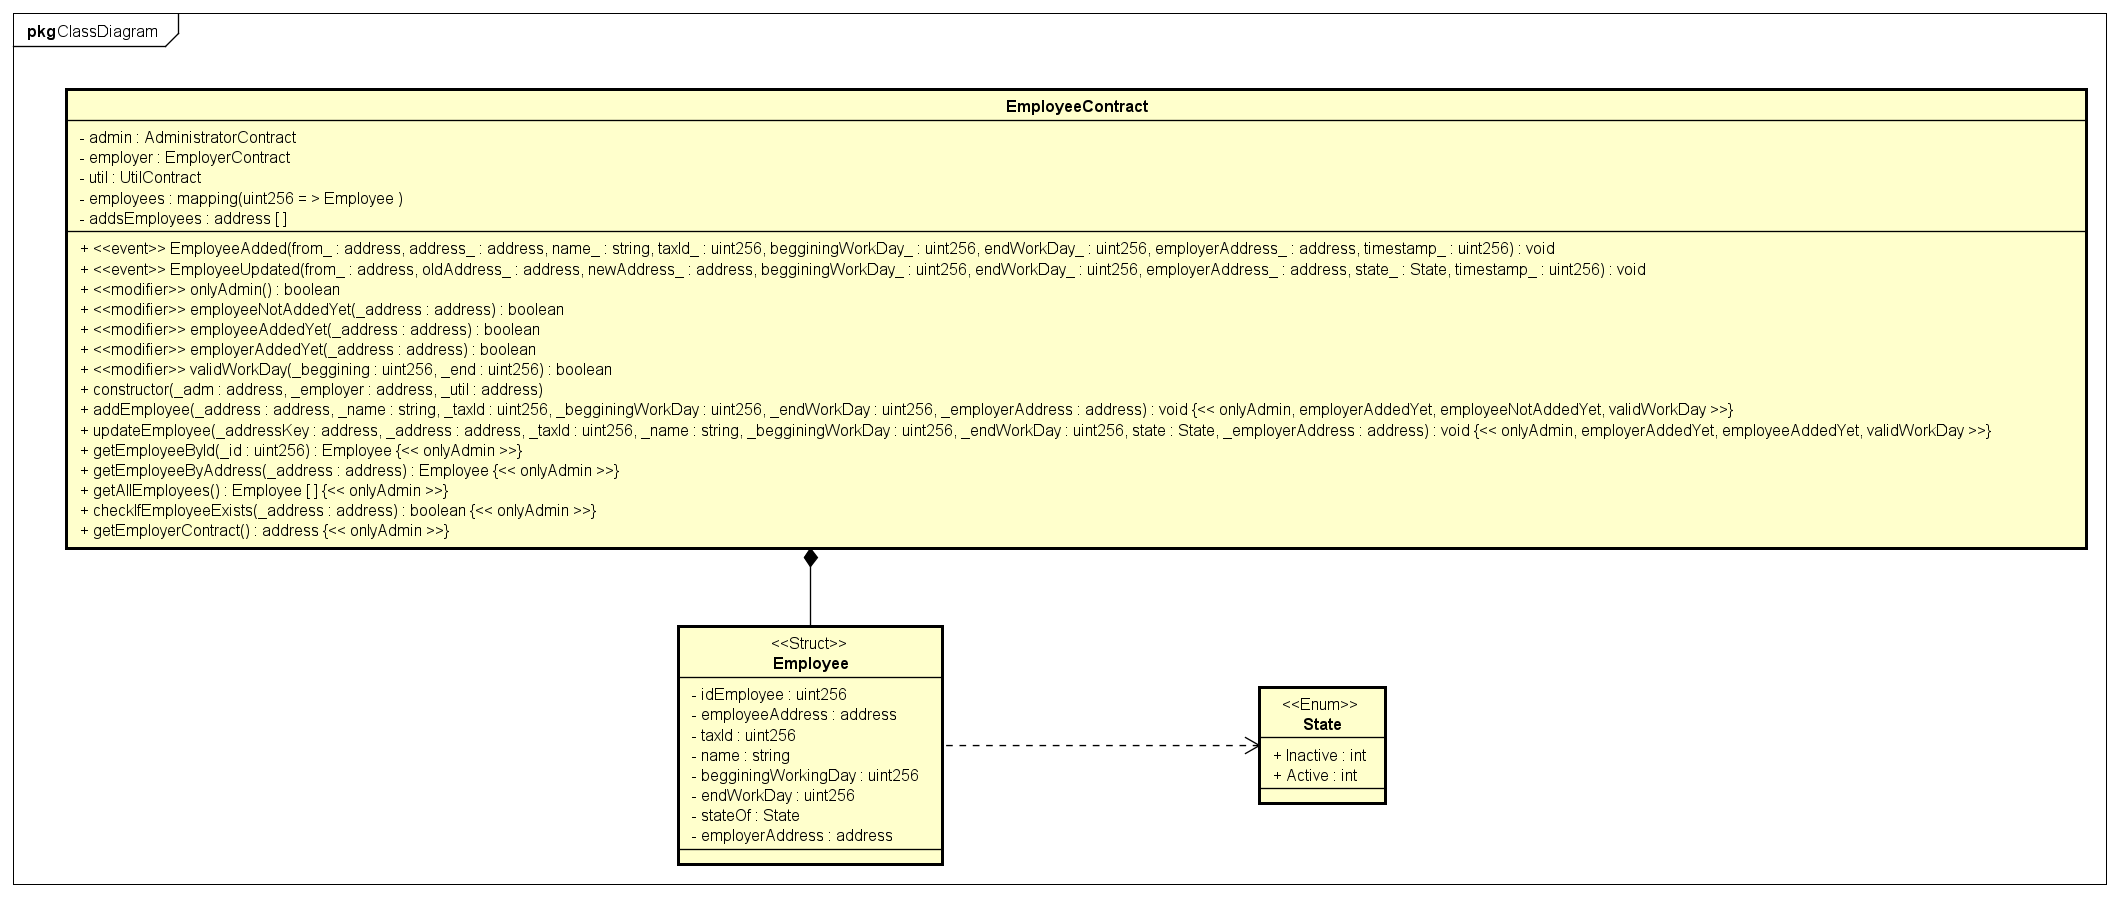 pkg ClassDiagram
EmployeeContract
- admin : AdministratorContract
- employer : EmployerContract
- util : UtilContract
- employees : mapping(uint256 = > Employee )
- addsEmployees : address [ ]
+ <<event>> EmployeeAdded(from_ : address, address_ : address, name_ : string, taxId_ : uint256, begginingWorkDay_ : uint256, endWorkDay_ : uint256, employerAddress_ : address, timestamp_ : uint256) : void
+ <<event>> EmployeeUpdated(from_ : address, oldAddress_ : address, newAddress_ : address, begginingWorkDay_ : uint256, endWorkDay_ : uint256, employerAddress_ : address, state_ : State, timestamp_ : uint256) : void
+ <<modifier>> onlyAdmin() : boolean
+ <<modifier>> employeeNotAddedYet(_address : address) : boolean
+ <<modifier>> employeeAddedYet(_address : address) : boolean
+ <<modifier>> employerAddedYet(_address : address) : boolean
+ <<modifier>> validWorkDay(_beggining : uint256, _end : uint256) : boolean
+ constructor(_adm : address, _employer : address, _util : address)
+ addEmployee(_address : address, _name : string, _taxId : uint256, _begginingWorkDay : uint256, _endWorkDay : uint256, _employerAddress : address) : void {<< onlyAdmin, employerAddedYet, employeeNotAddedYet, validWorkDay >>}
+ updateEmployee(_addressKey : address, _address : address, _taxId : uint256, _name : string, _begginingWorkDay : uint256, _endWorkDay : uint256, state : State, _employerAddress : address) : void {<< onlyAdmin, employerAddedYet, employeeAddedYet, validWorkDay >>}
+ getEmployeeById(_id : uint256) : Employee {<< onlyAdmin >>}
+ getEmployeeByAddress(_address : address) : Employee {<< onlyAdmin >>}
+ getAllEmployees() : Employee [ ] {<< onlyAdmin >>}
+ checkIfEmployeeExists(_address : address) : boolean {<< onlyAdmin >>}
+ getEmployerContract() : address {<< onlyAdmin >>}
<<Struct>>
Employee
- idEmployee : uint256
- employeeAddress : address
- taxId : uint256
- name : string
- begginingWorkingDay : uint256
- endWorkDay : uint256
- stateOf : State
- employerAddress : address
<<Enum>>
State
+ Inactive : int
+ Active : int